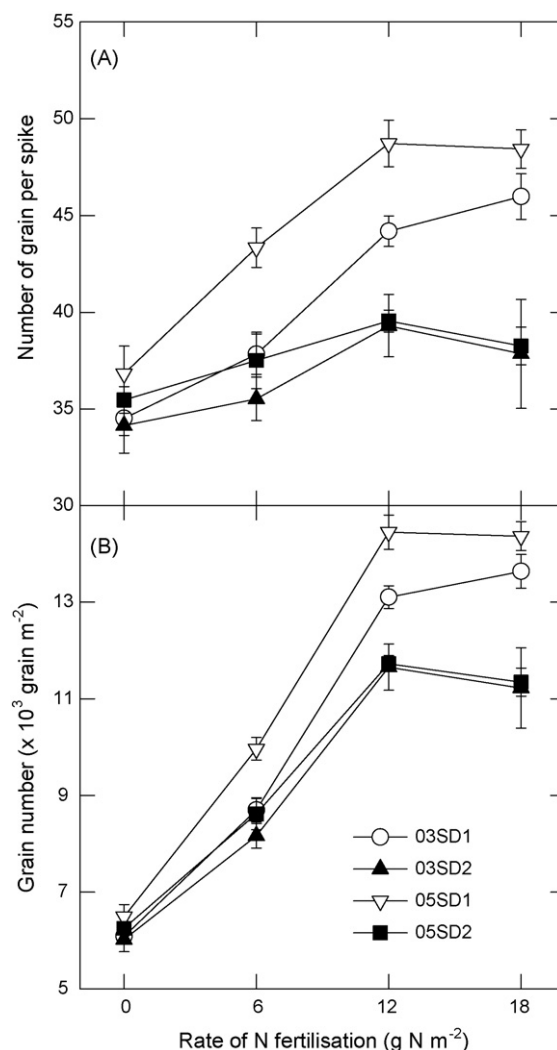 (A)
Number of grain per spike
55
50
45
40
35
30
(B)
Grain number (x 10³ grain m⁻²)
13
11
9
7
5
03SD1
03SD2
05SD1
05SD2
0 6 12 18
Rate of N fertilisation (g N m⁻²)